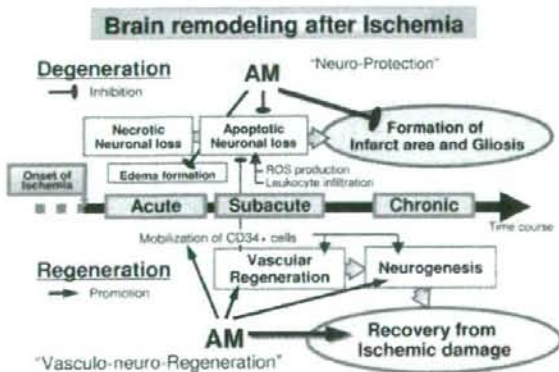 Brain remodeling after Ischemia
Degeneration
Inhibition
AM
"Neuro-Protection"
Necrotic
Neuronal loss
Apoptotic
Neuronal loss
Formation of
Infarct area and Gliosis
Edema formation
ROS production
Leukocyte infiltration
Onset of
Ischemia
Acute
Subacute
Chronic
Time course
Mobilization of CD34+ cells
Regeneration
Promotion
Vascular
Regeneration
Neurogenesis
AM
Recovery from
Ischemic damage
"Vasculo-neuro-Regeneration"